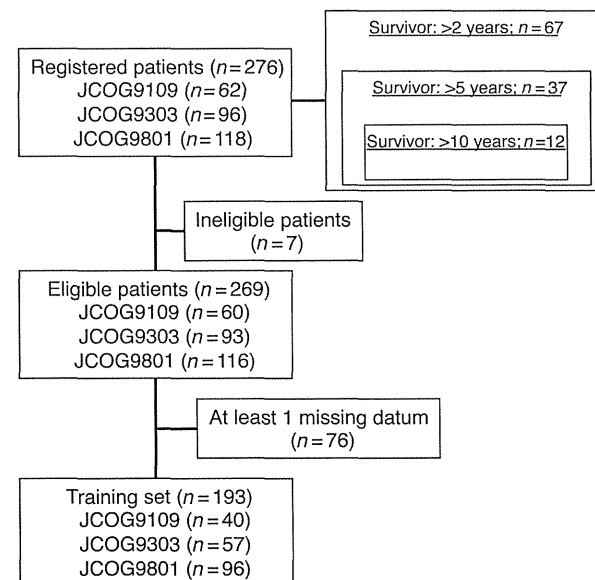 Survivor: >2 years; n=67
Registered patients (n=276)
JCOG9109 (n=62)
JCOG9303 (n=96)
JCOG9801 (n=118)
Survivor: >5 years; n=37
Survivor: >10 years; n=12
Ineligible patients
(n=7)
Eligible patients (n=269)
JCOG9109 (n=60)
JCOG9303 (n=93)
JCOG9801 (n=116)
At least 1 missing datum
(n=76)
Training set (n=193)
JCOG9109 (n=40)
JCOG9303 (n=57)
JCOG9801 (n=96)